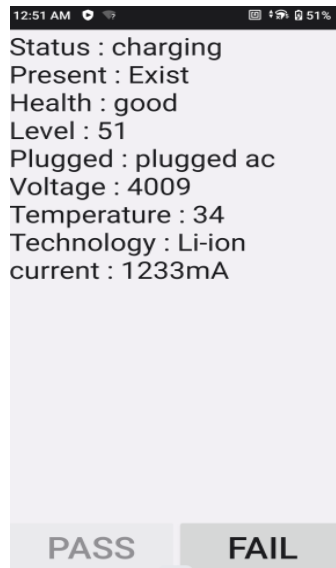 12:51 AM 51%
Status : charging
Present : Exist
Health : good
Level : 51
Plugged : plugged ac
Voltage : 4009
Temperature : 34
Technology : Li-ion
current : 1233mA
PASS FAIL